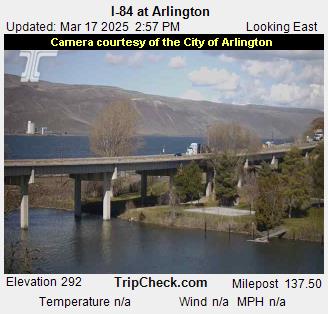 I-84 at Arlington
Updated: Mar 17 2025 2:57 PM Looking East
Camera courtesy of the City of Arlington
Elevation 292 TripCheck.com Milepost 137.50
Temperature n/a Wind n/a MPH n/a